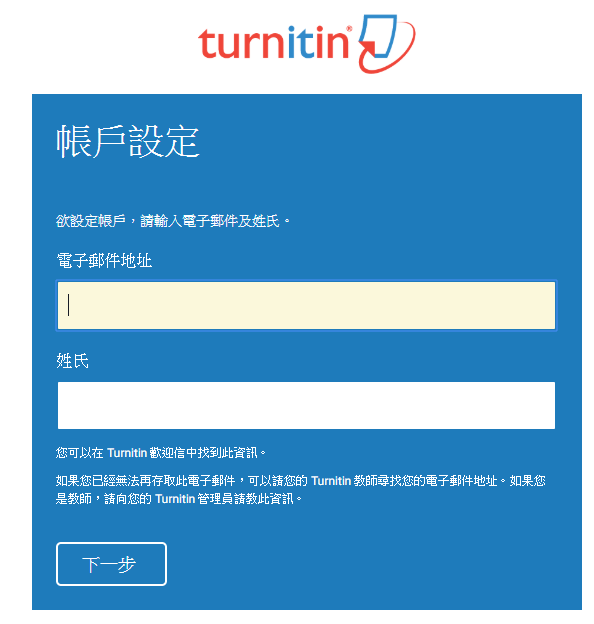 turnitin®
帳戶設定
欲設定帳戶，請輸入電子郵件及姓氏。
電子郵件地址
姓氏
您可以在 Turnitin 歡迎信中找到此資訊。
如果您已經無法再存取此電子郵件，可以請您的 Turnitin 教師尋找您的電子郵件地址。如果您
是教師，請向您的 Turnitin 管理員請教此資訊。
下一步